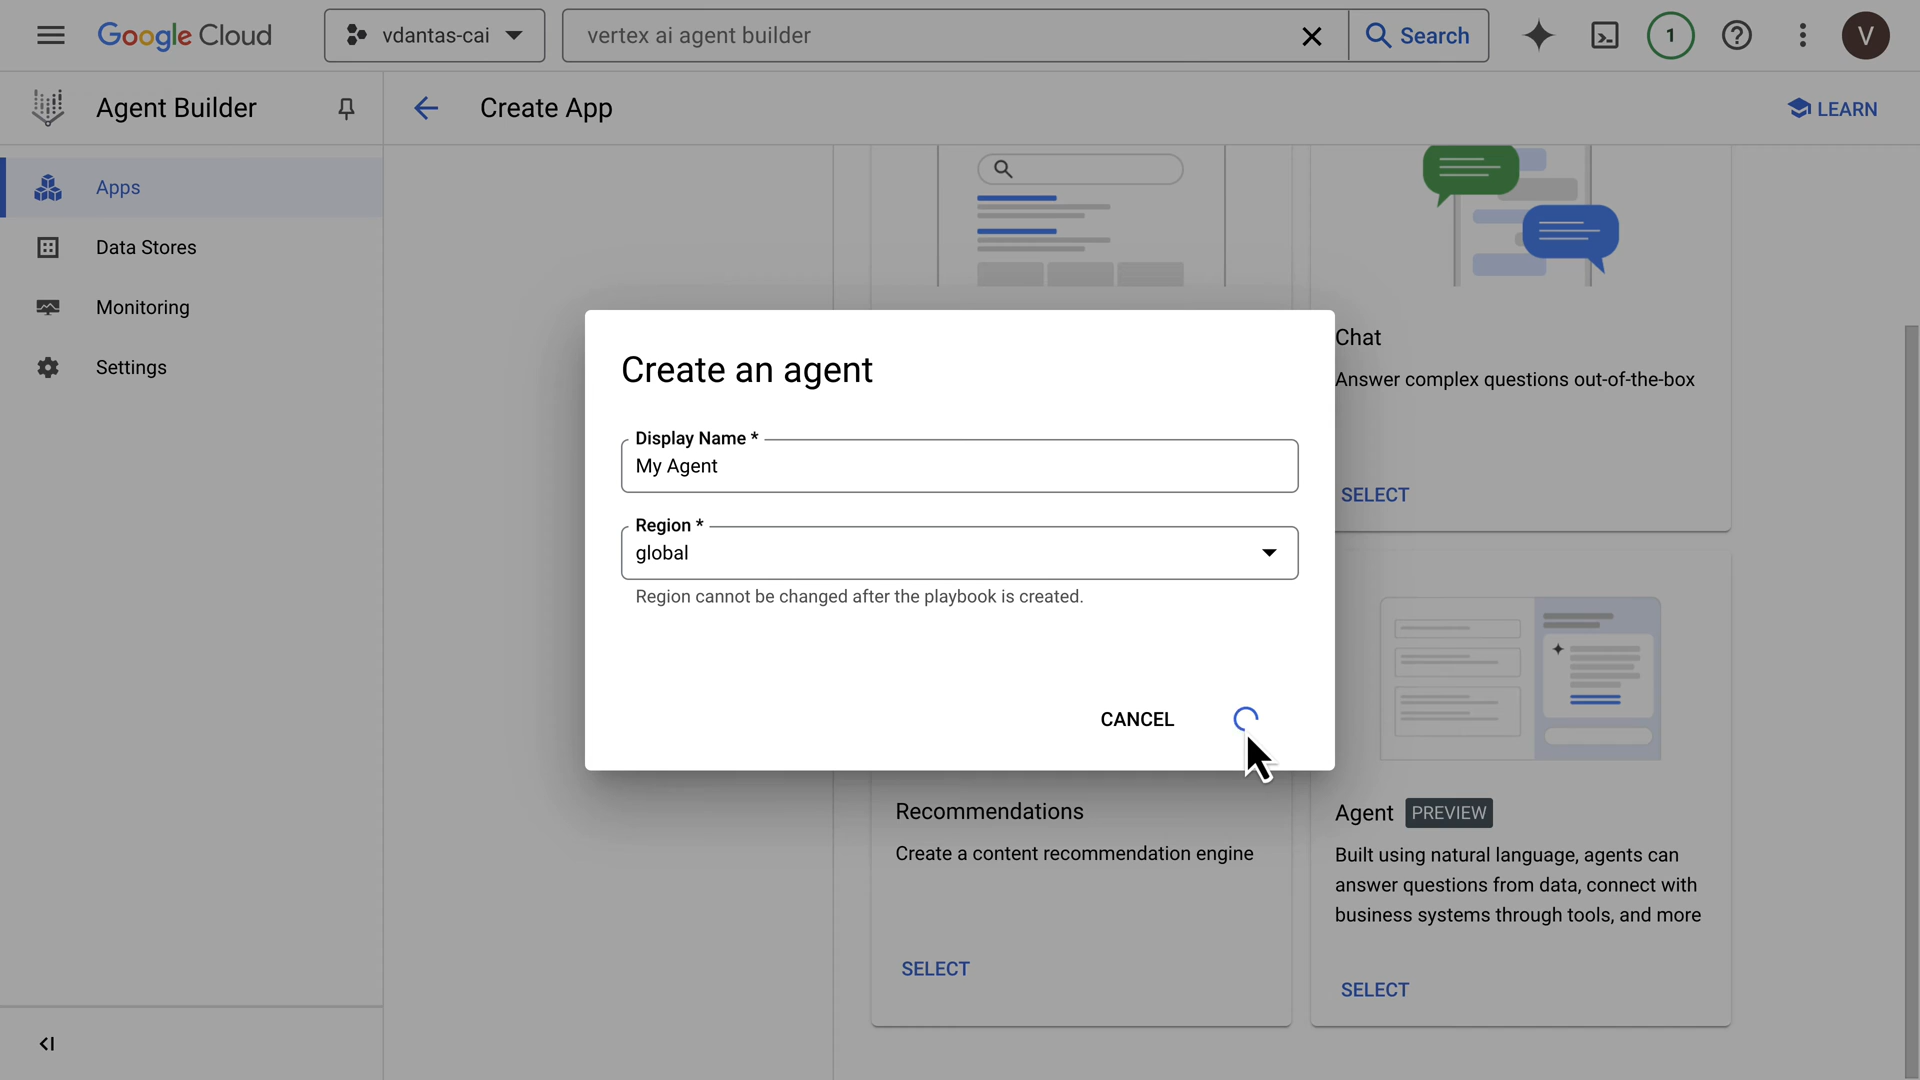 Google Cloud
vdantas-cai
vertex ai agent builder
Search
1
V
Agent Builder
Create App
LEARN
Apps
Data Stores
Monitoring
Settings
Create an agent
Display Name *
My Agent
Region *
global
Region cannot be changed after the playbook is created.
CANCEL
Chat
Answer complex questions out-of-the-box
SELECT
Recommendations
Create a content recommendation engine
SELECT
Agent PREVIEW
Built using natural language, agents can
answer questions from data, connect with
business systems through tools, and more
SELECT